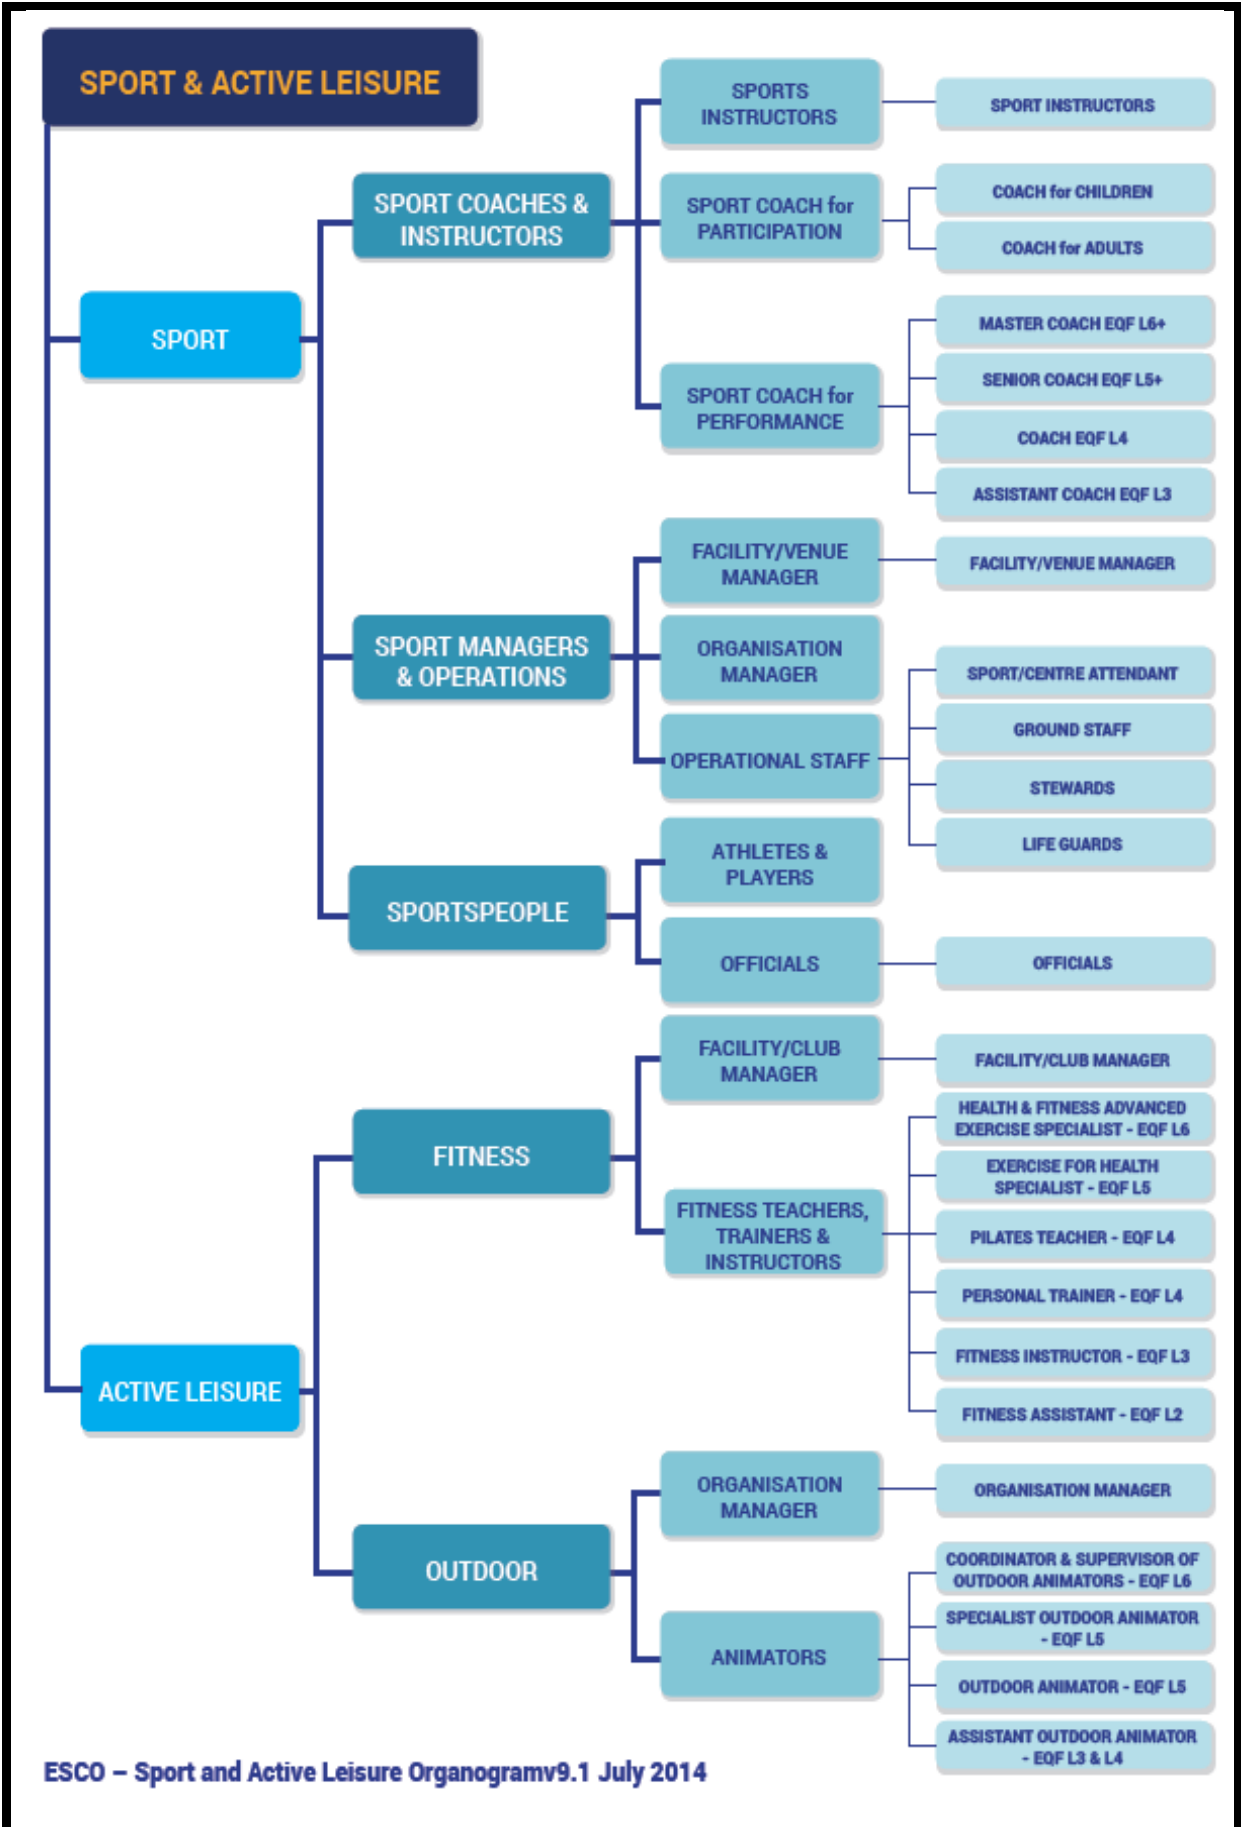 SPORT & ACTIVE LEISURE
SPORT
SPORT COACHES &
INSTRUCTORS
SPORTS
INSTRUCTORS
SPORT INSTRUCTORS
SPORT COACH for
PARTICIPATION
COACH for CHILDREN
COACH for ADULTS
SPORT COACH for
PERFORMANCE
MASTER COACH EQF L6+
SENIOR COACH EQF L5+
COACH EQF L4
ASSISTANT COACH EQF L3
SPORT MANAGERS
& OPERATIONS
FACILITY/VENUE
MANAGER
FACILITY/VENUE MANAGER
ORGANISATION
MANAGER
OPERATIONAL STAFF
SPORT/CENTRE ATTENDANT
GROUND STAFF
STEWARDS
LIFE GUARDS
SPORTSPEOPLE
ATHLETES &
PLAYERS
OFFICIALS
OFFICIALS
ACTIVE LEISURE
FITNESS
FACILITY/CLUB
MANAGER
FACILITY/CLUB MANAGER
FITNESS TEACHERS,
TRAINERS &
INSTRUCTORS
HEALTH & FITNESS ADVANCED
EXERCISE SPECIALIST - EQF L6
EXERCISE FOR HEALTH
SPECIALIST - EQF L5
PILATES TEACHER - EQF L4
PERSONAL TRAINER - EQF L4
FITNESS INSTRUCTOR - EQF L3
FITNESS ASSISTANT - EQF L2
OUTDOOR
ORGANISATION
MANAGER
ORGANISATION MANAGER
ANIMATORS
COORDINATOR & SUPERVISOR OF
OUTDOOR ANIMATORS - EQF L6
SPECIALIST OUTDOOR ANIMATOR
- EQF L5
OUTDOOR ANIMATOR - EQF L5
ASSISTANT OUTDOOR ANIMATOR
- EQF L3 & L4
ESCO – Sport and Active Leisure Organogramv9.1 July 2014